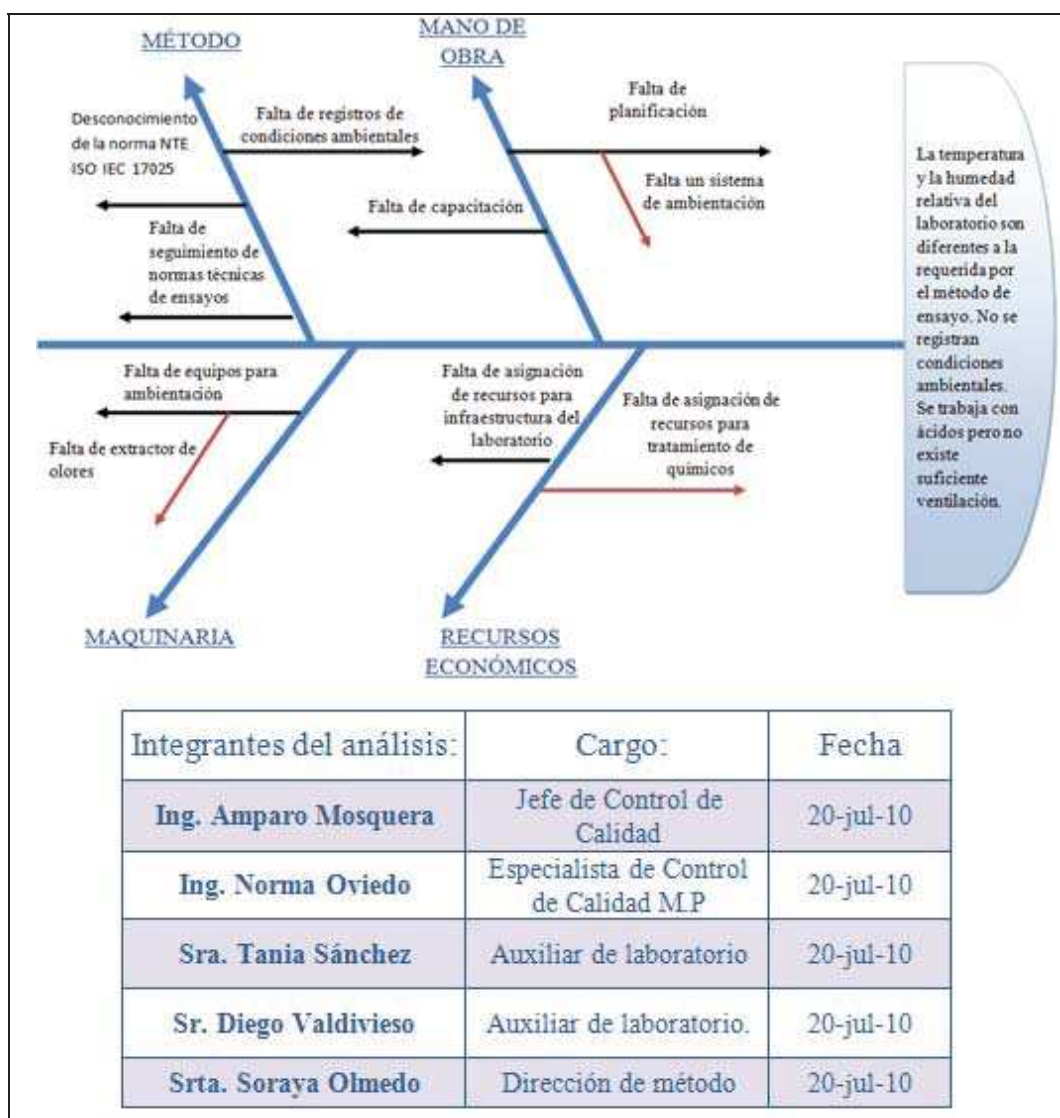 MÉTODO
MANO DE
OBRA
Desconocimiento
de la norma NTE
ISO IEC 17025
Falta de registros de
condiciones ambientales
Falta de
planificación
Falta un sistema
de ambientación
Falta de capacitación
Falta de
seguimiento de
normas técnicas
de ensayos
La temperatura
y la humedad
relativa del
laboratorio son
diferentes a la
requerida por
el método de
ensayo. No se
registran
condiciones
ambientales.
Se trabaja con
ácidos pero no
existe
suficiente
ventilación.
Falta de equipos para
ambientación
Falta de extractor de
olores
Falta de asignación
de recursos para
infraestructura del
laboratorio
Falta de asignación de
recursos para
tratamiento de
químicos
MAQUINARIA
RECURSOS
ECONÓMICOS
Integrantes del análisis: Cargo: Fecha
Ing. Amparo Mosquera Jefe de Control de
Calidad 20-jul-10
Ing. Norma Oviedo Especialista de Control
de Calidad M.P 20-jul-10
Sra. Tania Sánchez Auxiliar de laboratorio 20-jul-10
Sr. Diego Valdivieso Auxiliar de laboratorio. 20-jul-10
Srta. Soraya Olmedo Dirección de método 20-jul-10